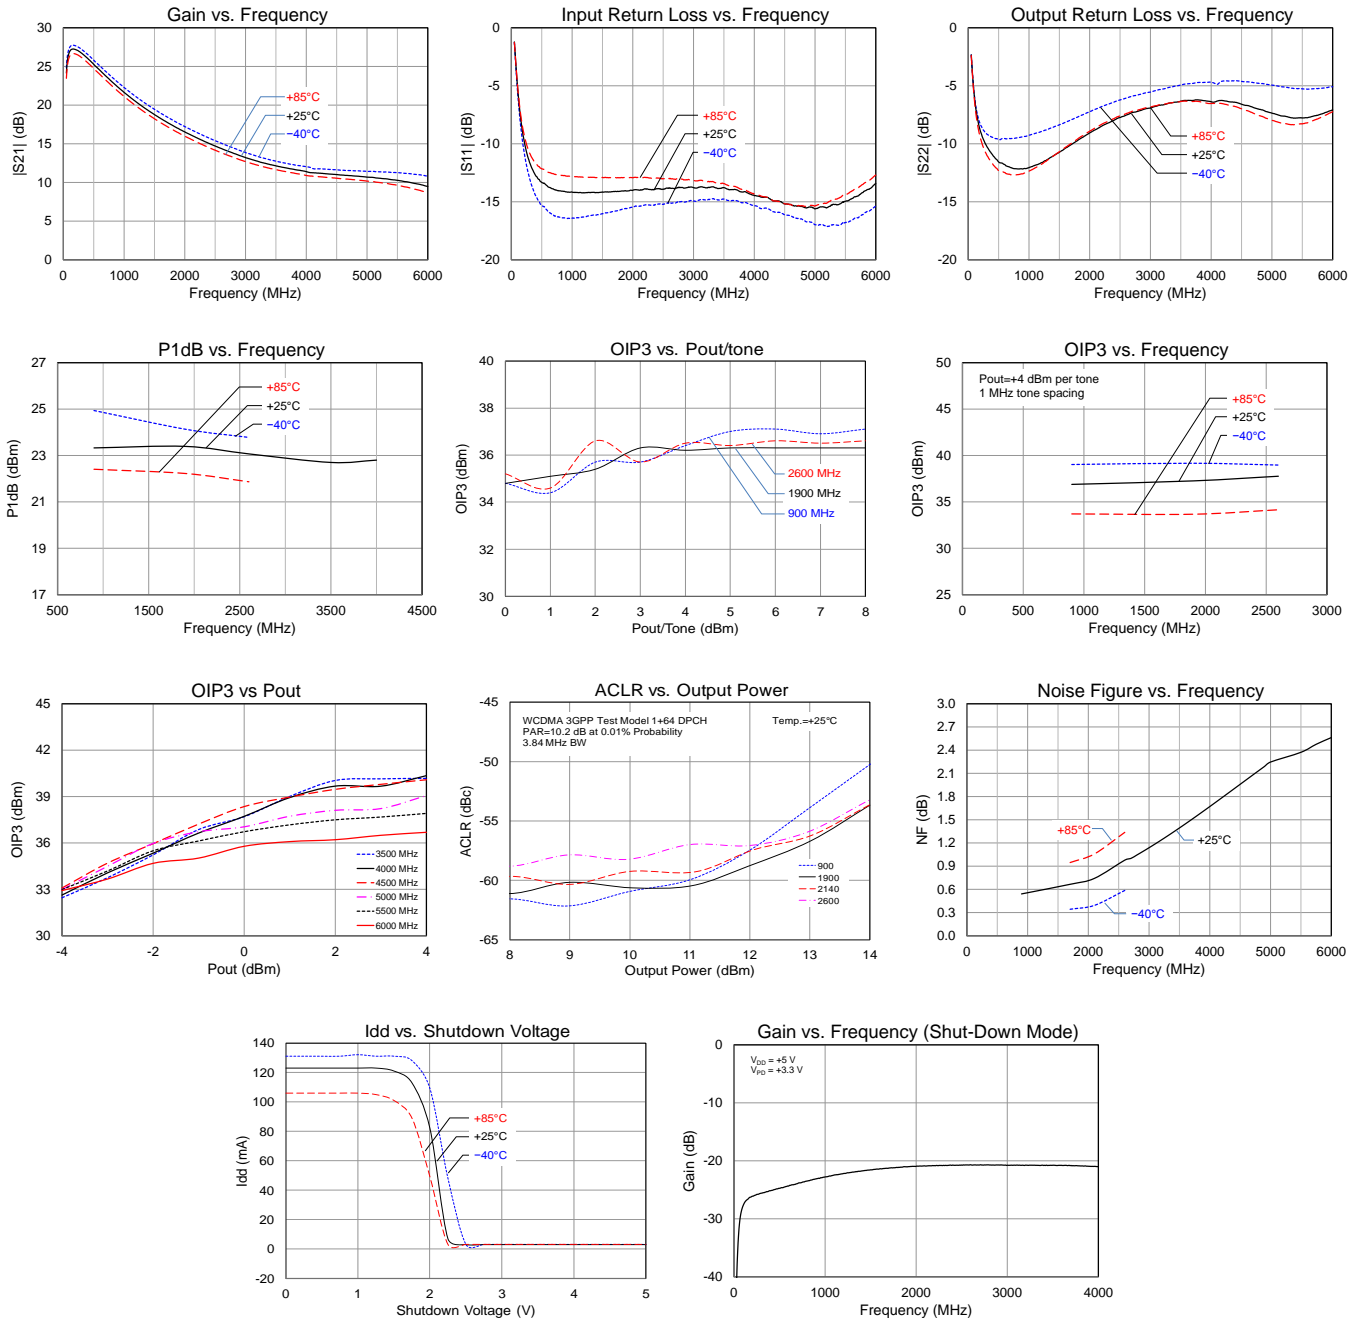 Gain vs. Frequency
|S21| (dB)
30
25
20
15
10
5
0
+85°C
+25°C
−40°C
0 1000 2000 3000 4000 5000 6000
Frequency (MHz)
Input Return Loss vs. Frequency
|S11| (dB)
0
-5
-10
-15
-20
+85°C
+25°C
−40°C
0 1000 2000 3000 4000 5000 6000
Frequency (MHz)
Output Return Loss vs. Frequency
|S22| (dB)
0
-5
-10
-15
-20
+85°C
+25°C
−40°C
0 1000 2000 3000 4000 5000 6000
Frequency (MHz)
P1dB vs. Frequency
P1dB (dBm)
27
25
23
21
19
17
+85°C
+25°C
−40°C
500 1500 2500 3500 4500
Frequency (MHz)
OIP3 vs. Pout/tone
OIP3 (dBm)
40
38
36
34
32
30
2600 MHz
1900 MHz
900 MHz
0 1 2 3 4 5 6 7 8
Pout/Tone (dBm)
OIP3 vs. Frequency
OIP3 (dBm)
50
45
40
35
30
25
Pout=+4 dBm per tone
1 MHz tone spacing
+85°C
+25°C
−40°C
0 500 1000 1500 2000 2500 3000
Frequency (MHz)
OIP3 vs Pout
OIP3 (dBm)
45
42
39
36
33
30
3500 MHz
4000 MHz
4500 MHz
5000 MHz
5500 MHz
6000 MHz
-4 -2 0 2 4
Pout (dBm)
ACLR vs. Output Power
ACLR (dBc)
-45
-50
-55
-60
-65
WCDMA 3GPP Test Model 1+64 DPCH
PAR=10.2 dB at 0.01% Probability
3.84 MHz BW
Temp.=+25°C
900
1900
2140
2600
8 9 10 11 12 13 14
Output Power (dBm)
Noise Figure vs. Frequency
NF (dB)
3.0
2.7
2.4
2.1
1.8
1.5
1.2
0.9
0.6
0.3
0.0
+85°C
+25°C
−40°C
0 1000 2000 3000 4000 5000 6000
Frequency (MHz)
Idd vs. Shutdown Voltage
Idd (mA)
140
120
100
80
60
40
20
0
-20
+85°C
+25°C
−40°C
0 1 2 3 4 5
Shutdown Voltage (V)
Gain vs. Frequency (Shut-Down Mode)
Gain (dB)
0
-10
-20
-30
-40
VDD = +5 V
VPD = +3.3 V
0 1000 2000 3000 4000
Frequency (MHz)